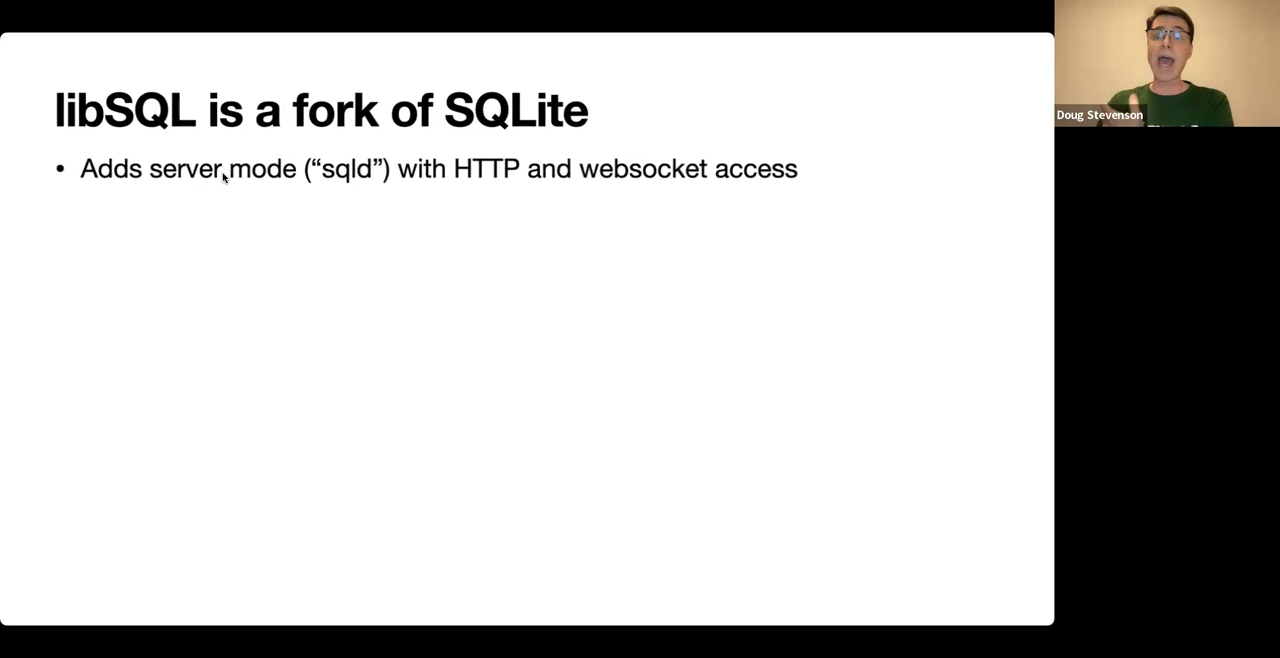 libSQL is a fork of SQLite
• Adds server mode (“sqld”) with HTTP and websocket access
Doug Stevenson